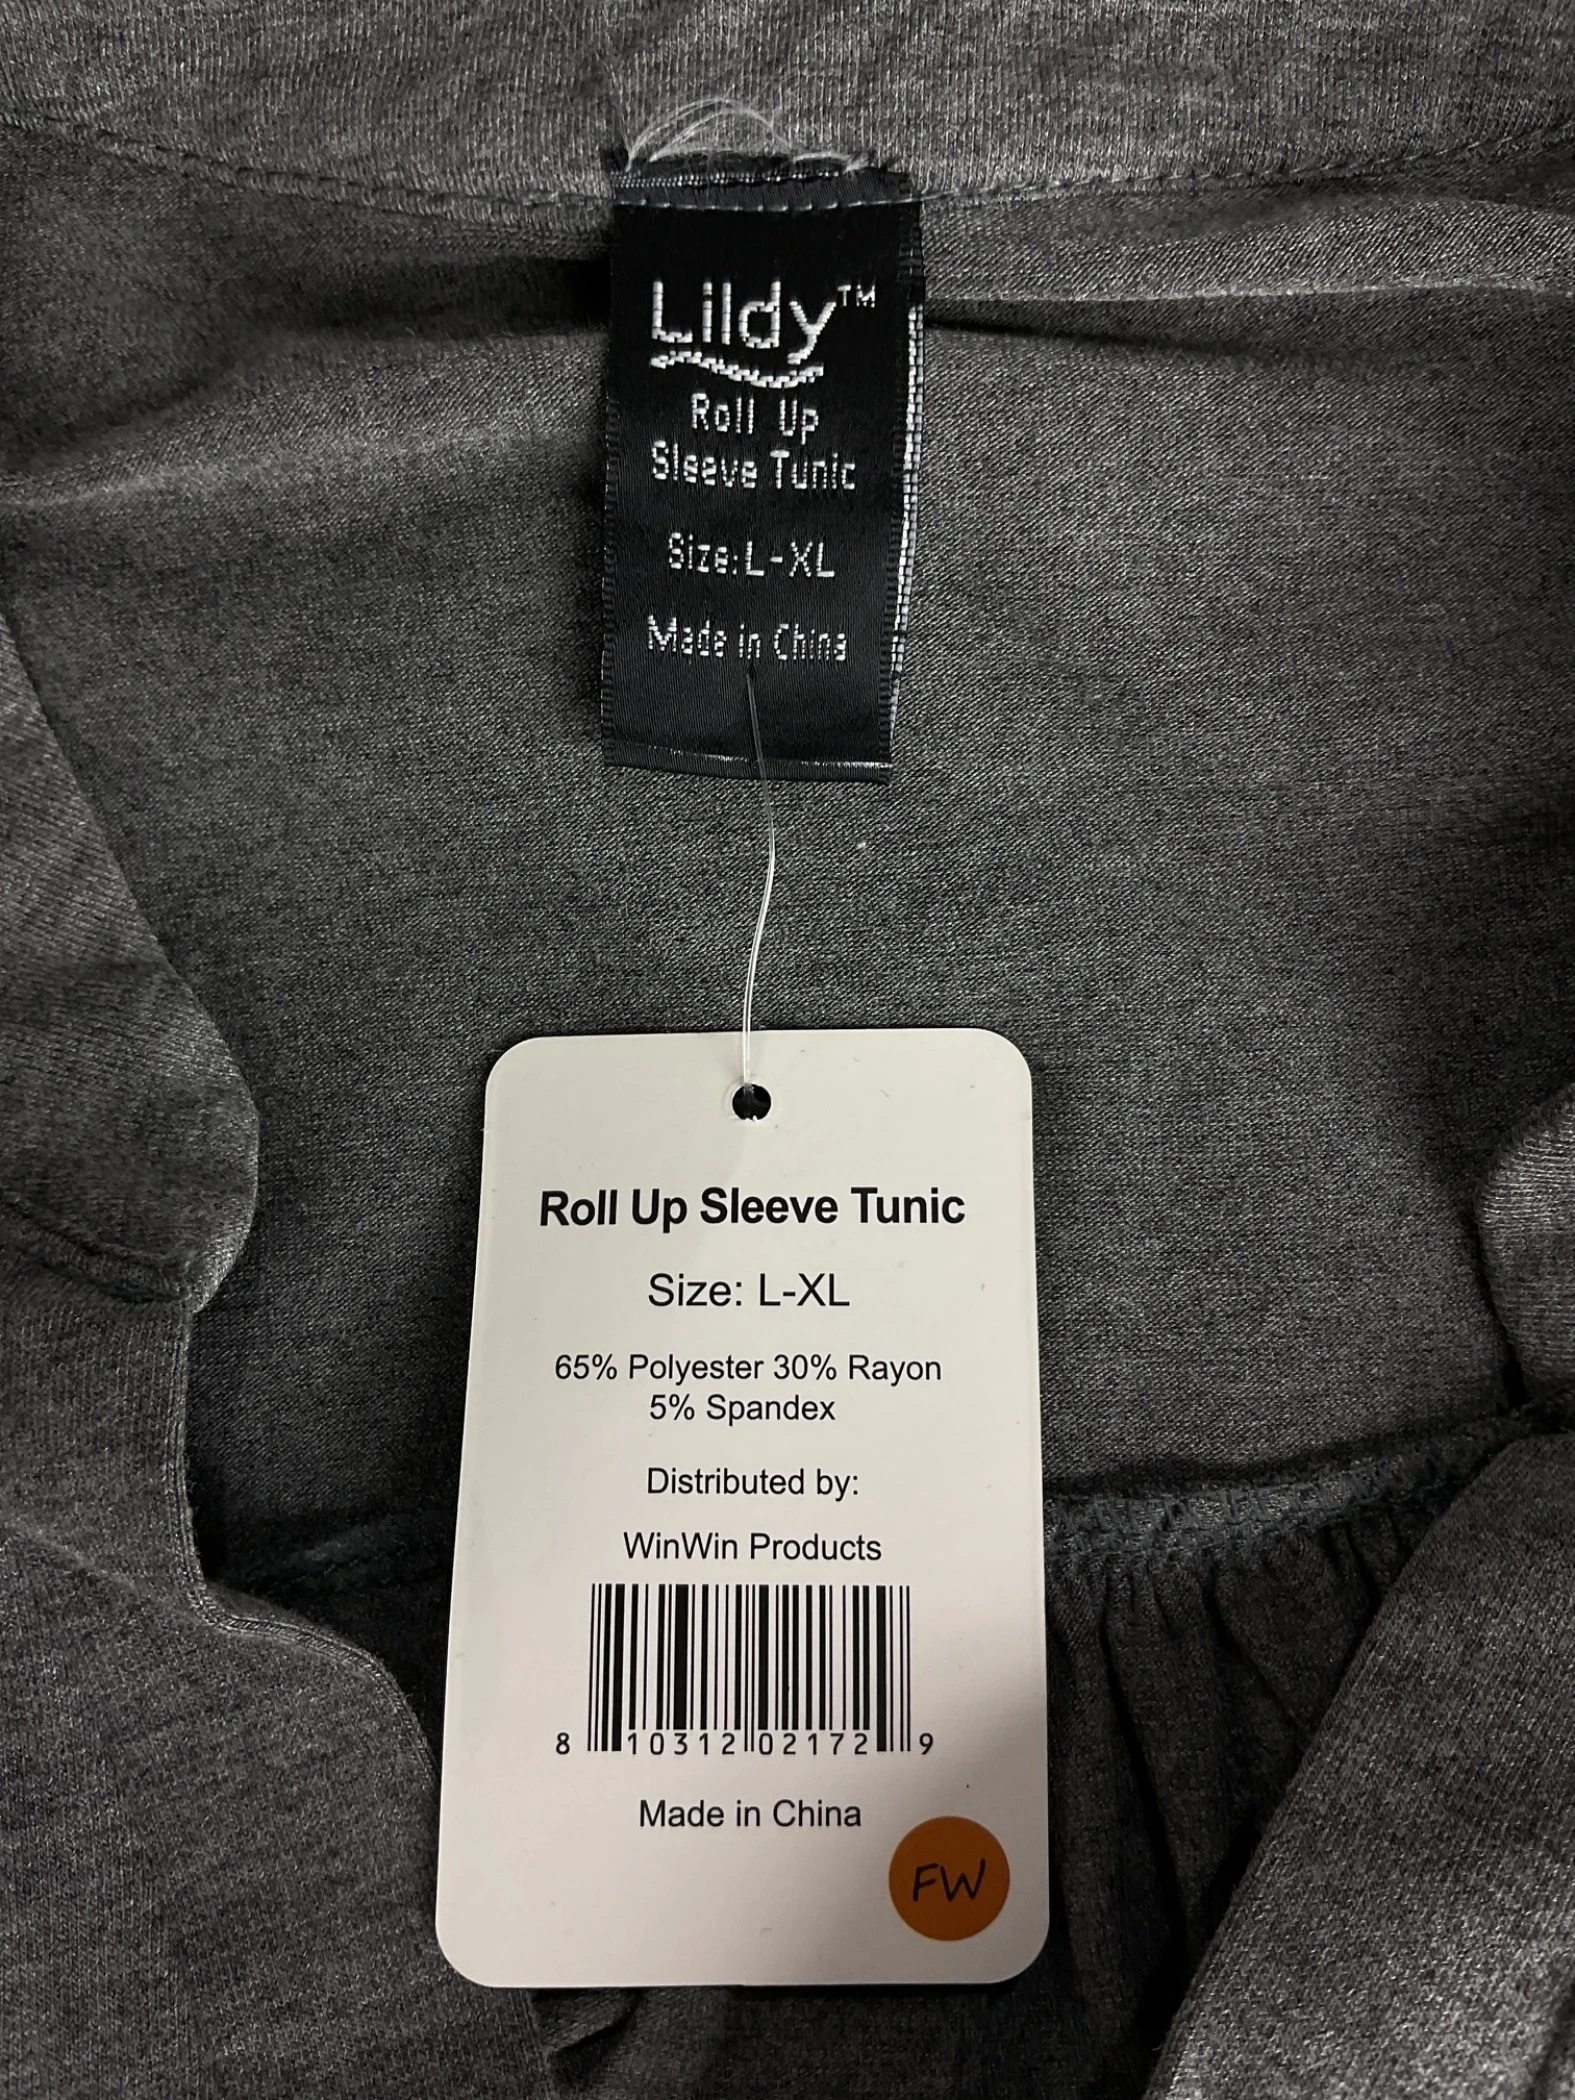 Lildy™
Roll Up
Sleeve Tunic
Size:L-XL
Made in China
Roll Up Sleeve Tunic
Size: L-XL
65% Polyester 30% Rayon
5% Spandex
Distributed by:
WinWin Products
8 10312 02172 9
Made in China
FW